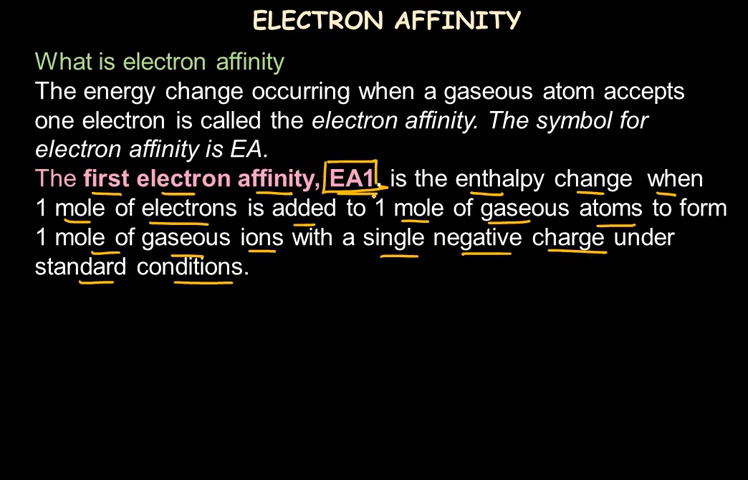 ELECTRON AFFINITY
What is electron affinity
The energy change occurring when a gaseous atom accepts
one electron is called the electron affinity. The symbol for
electron affinity is EA.
The first electron affinity, EA1, is the enthalpy change when
1 mole of electrons is added to 1 mole of gaseous atoms to form
1 mole of gaseous ions with a single negative charge under
standard conditions.